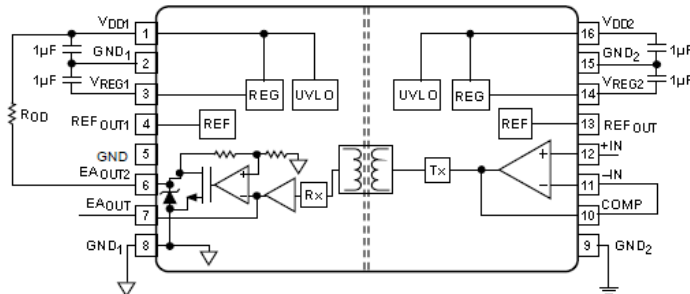 VDD1
1
1µF
GND1
2
1µF
VREG1
3
ROD
REFOUT1
4
GND
5
EAOUT2
6
EAOUT
7
GND1
8
REG
UVLO
REF
Rx
Tx
UVLO
REG
REF
+
−
+
−
16
VDD2
1µF
15
GND2
1µF
14
VREG2
13
REFOUT
12
+IN
11
−IN
10
COMP
9
GND2